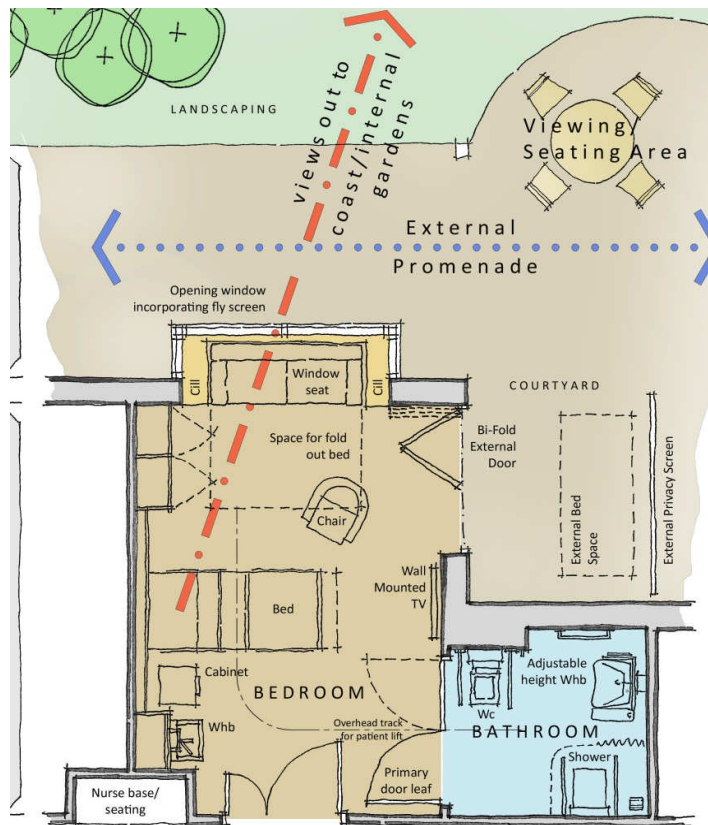 LANDSCAPING
Views out to
coast/internal
gardens
Viewing/
Seating Area
External
Promenade
Opening window
incorporating fly screen
Cill
Window
seat
Cill
COURTYARD
Space for fold
out bed
Bi-Fold
External
Door
Chair
External Bed
Space
External Privacy Screen
Wall
Mounted
TV
Bed
Cabinet
BEDROOM
Adjustable
height Whb
Wc
Whb
Overhead track
for patient lift
BATHROOM
Shower
Primary
door leaf
Nurse base/
seating